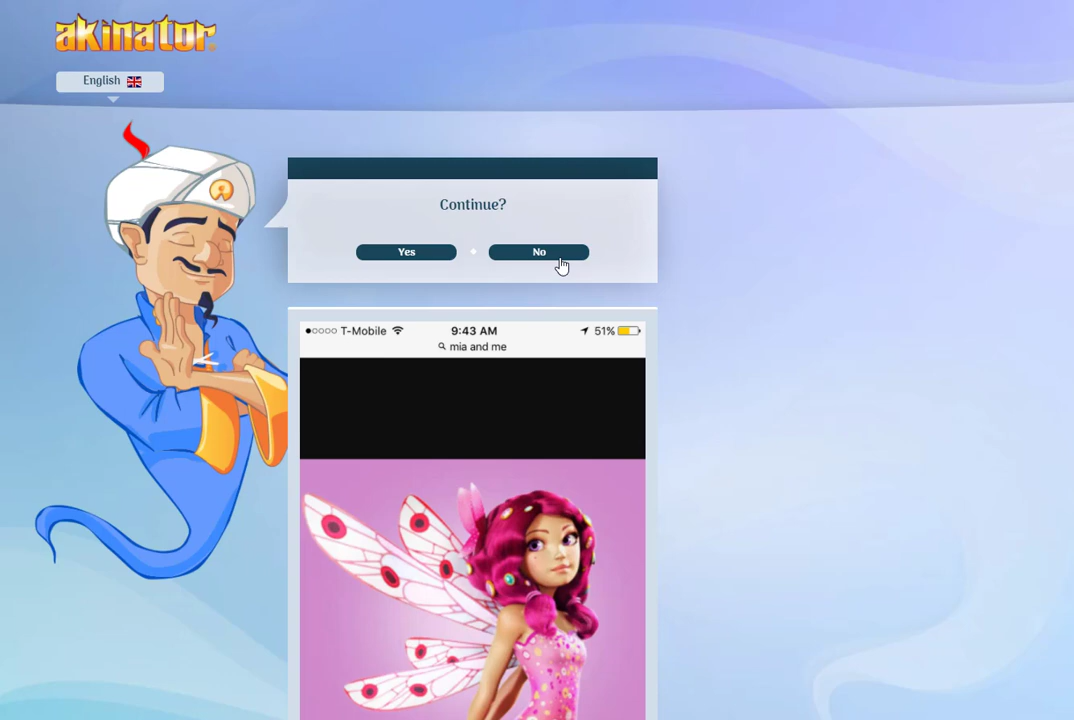 akinator
English
Continue?
Yes
No
T-Mobile 9:43 AM 51%
mia and me